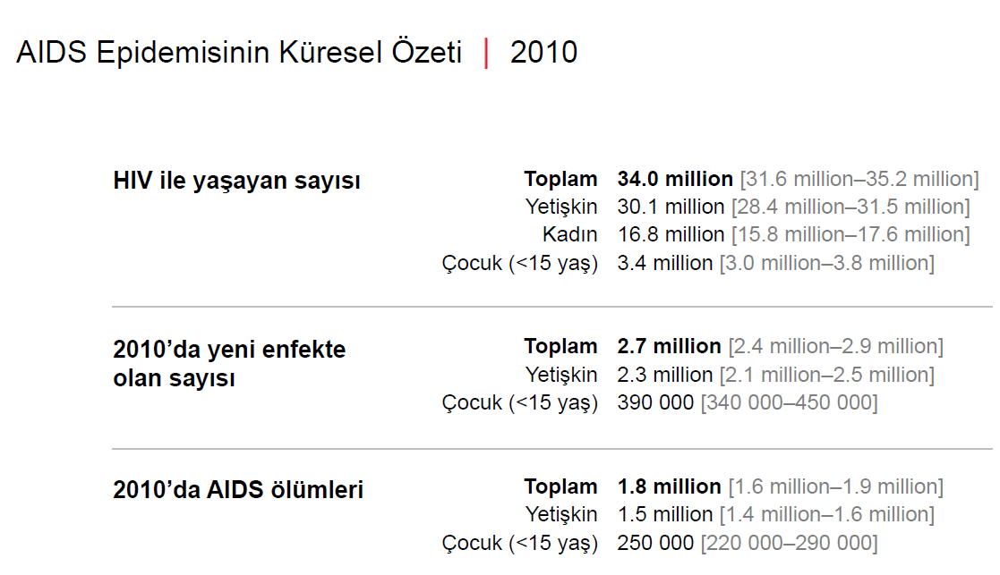 AIDS Epidemisinin Küresel Özeti | 2010
HIV ile yaşayan sayısı
Toplam 34.0 million [31.6 million–35.2 million]
Yetişkin 30.1 million [28.4 million–31.5 million]
Kadın 16.8 million [15.8 million–17.6 million]
Çocuk (<15 yaş) 3.4 million [3.0 million–3.8 million]
2010’da yeni enfekte
olan sayısı
Toplam 2.7 million [2.4 million–2.9 million]
Yetişkin 2.3 million [2.1 million–2.5 million]
Çocuk (<15 yaş) 390 000 [340 000–450 000]
2010’da AIDS ölümleri
Toplam 1.8 million [1.6 million–1.9 million]
Yetişkin 1.5 million [1.4 million–1.6 million]
Çocuk (<15 yaş) 250 000 [220 000–290 000]